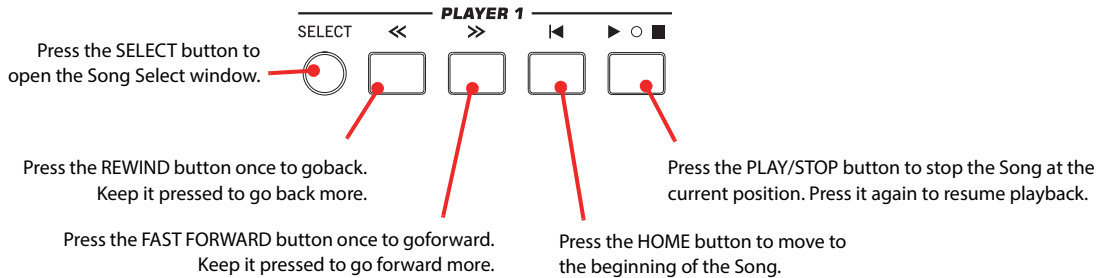 PLAYER 1
SELECT
Press the SELECT button to
open the Song Select window.
Press the REWIND button once to goback.
Keep it pressed to go back more.
Press the PLAY/STOP button to stop the Song at the
current position. Press it again to resume playback.
Press the FAST FORWARD button once to goforward.
Keep it pressed to go forward more.
Press the HOME button to move to
the beginning of the Song.